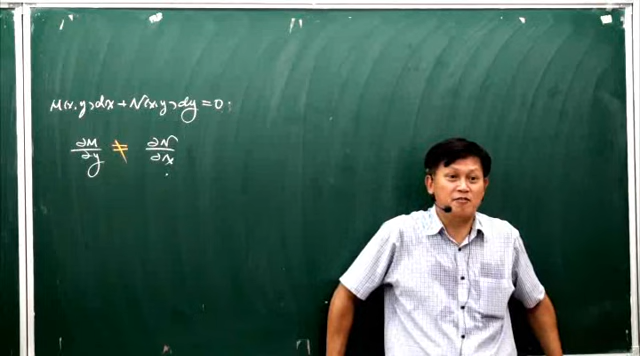 M(x,y)dx+N(x,y)dy=0;
∂M/∂y ≠ ∂N/∂x